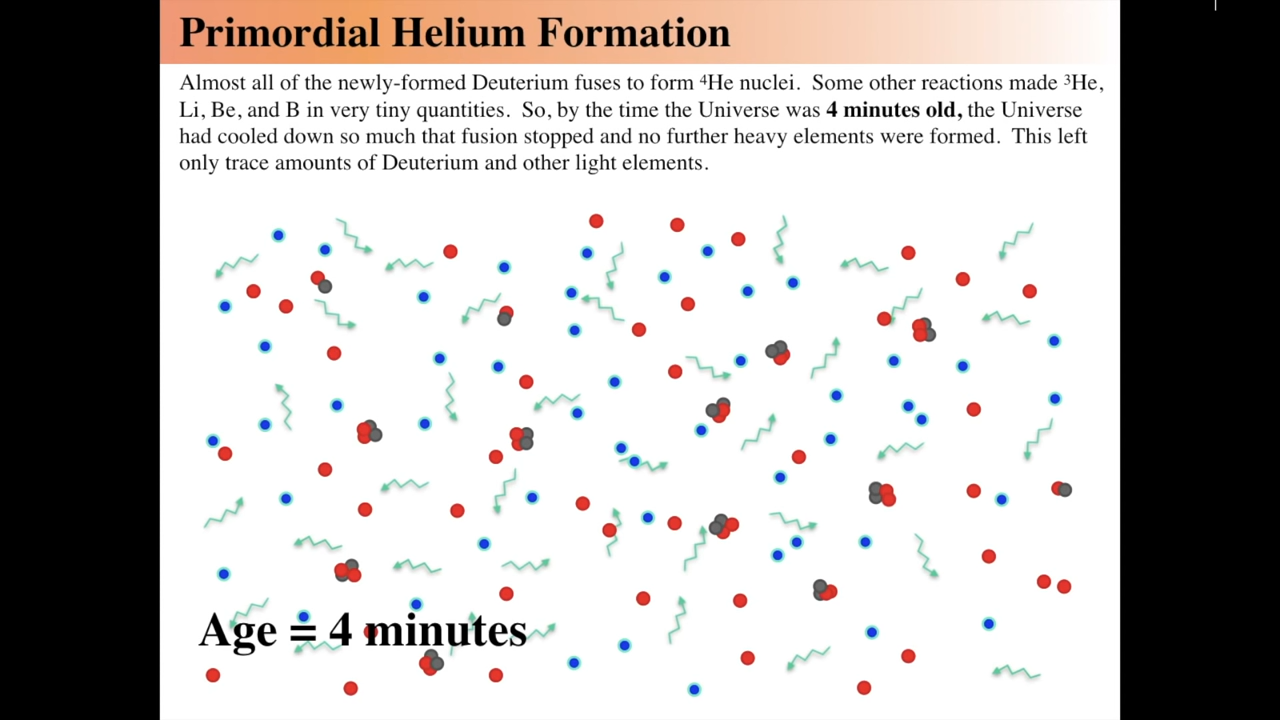 Primordial Helium Formation
Almost all of the newly-formed Deuterium fuses to form ⁴He nuclei.  Some other reactions made ³He,
Li, Be, and B in very tiny quantities.  So, by the time the Universe was 4 minutes old, the Universe
had cooled down so much that fusion stopped and no further heavy elements were formed.  This left
only trace amounts of Deuterium and other light elements.
Age = 4 minutes